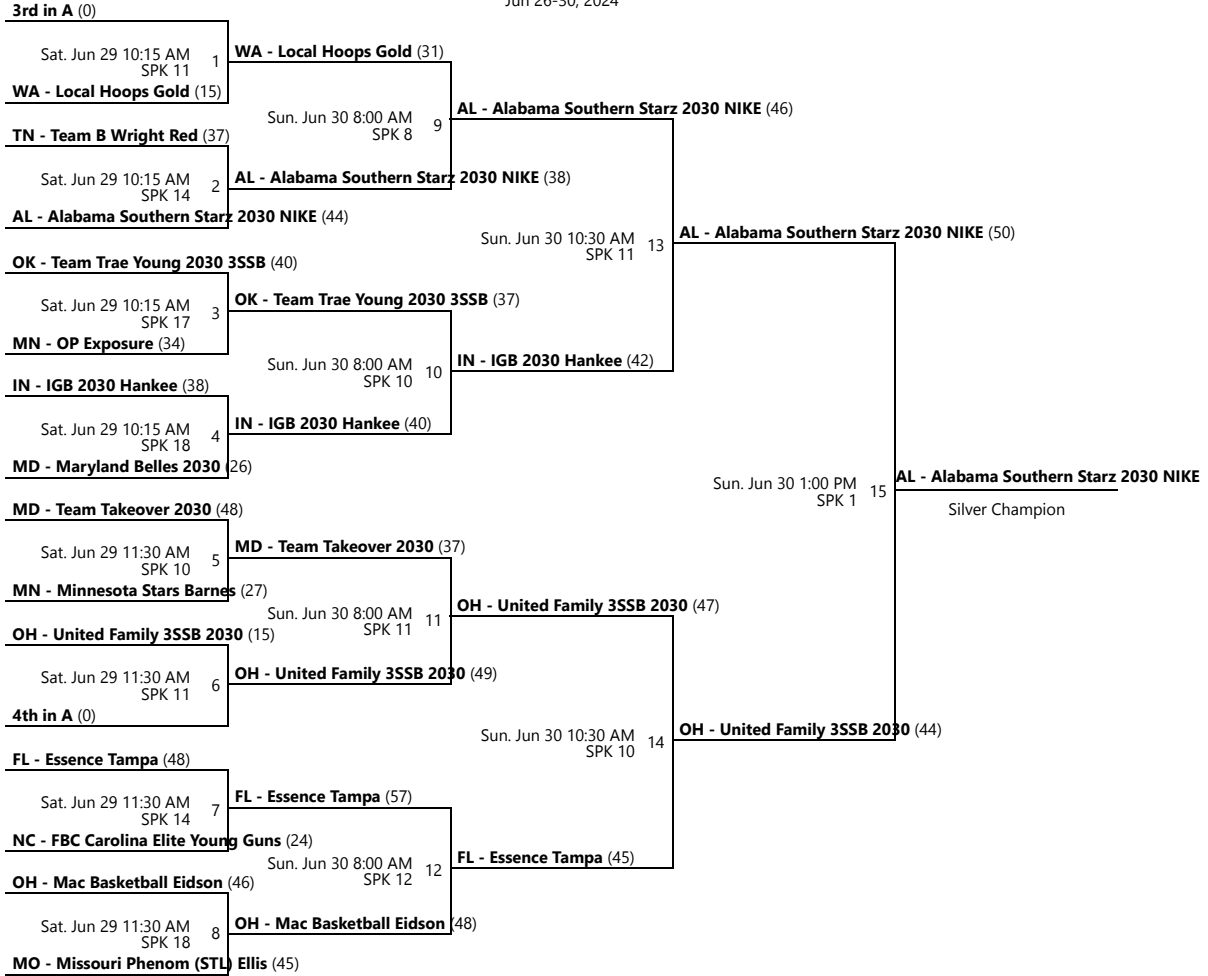 Jun 26-30, 2024
3rd in A (0)
Sat. Jun 29 10:15 AM
SPK 11
1
WA - Local Hoops Gold (15)
TN - Team B Wright Red (37)
Sat. Jun 29 10:15 AM
SPK 14
2
AL - Alabama Southern Starz 2030 NIKE (44)
OK - Team Trae Young 2030 3SSB (40)
Sat. Jun 29 10:15 AM
SPK 17
3
MN - OP Exposure (34)
IN - IGB 2030 Hankee (38)
Sat. Jun 29 10:15 AM
SPK 18
4
MD - Maryland Belles 2030 (26)
MD - Team Takeover 2030 (48)
Sat. Jun 29 11:30 AM
SPK 10
5
MN - Minnesota Stars Barnes (27)
OH - United Family 3SSB 2030 (15)
Sat. Jun 29 11:30 AM
SPK 11
6
4th in A (0)
FL - Essence Tampa (48)
Sat. Jun 29 11:30 AM
SPK 14
7
NC - FBC Carolina Elite Young Guns (24)
OH - Mac Basketball Eidson (46)
Sat. Jun 29 11:30 AM
SPK 18
8
MO - Missouri Phenom (STL) Ellis (45)
WA - Local Hoops Gold (31)
Sun. Jun 30 8:00 AM
SPK 8
9
AL - Alabama Southern Starz 2030 NIKE (38)
OK - Team Trae Young 2030 3SSB (37)
Sun. Jun 30 8:00 AM
SPK 10
10
IN - IGB 2030 Hankee (40)
MD - Team Takeover 2030 (37)
Sun. Jun 30 8:00 AM
SPK 11
11
OH - United Family 3SSB 2030 (49)
FL - Essence Tampa (57)
Sun. Jun 30 8:00 AM
SPK 12
12
OH - Mac Basketball Eidson (48)
AL - Alabama Southern Starz 2030 NIKE (46)
Sun. Jun 30 10:30 AM
SPK 11
13
IN - IGB 2030 Hankee (42)
OH - United Family 3SSB 2030 (47)
Sun. Jun 30 10:30 AM
SPK 10
14
FL - Essence Tampa (45)
AL - Alabama Southern Starz 2030 NIKE (50)
Sun. Jun 30 1:00 PM
SPK 1
15
OH - United Family 3SSB 2030 (44)
AL - Alabama Southern Starz 2030 NIKE
Silver Champion